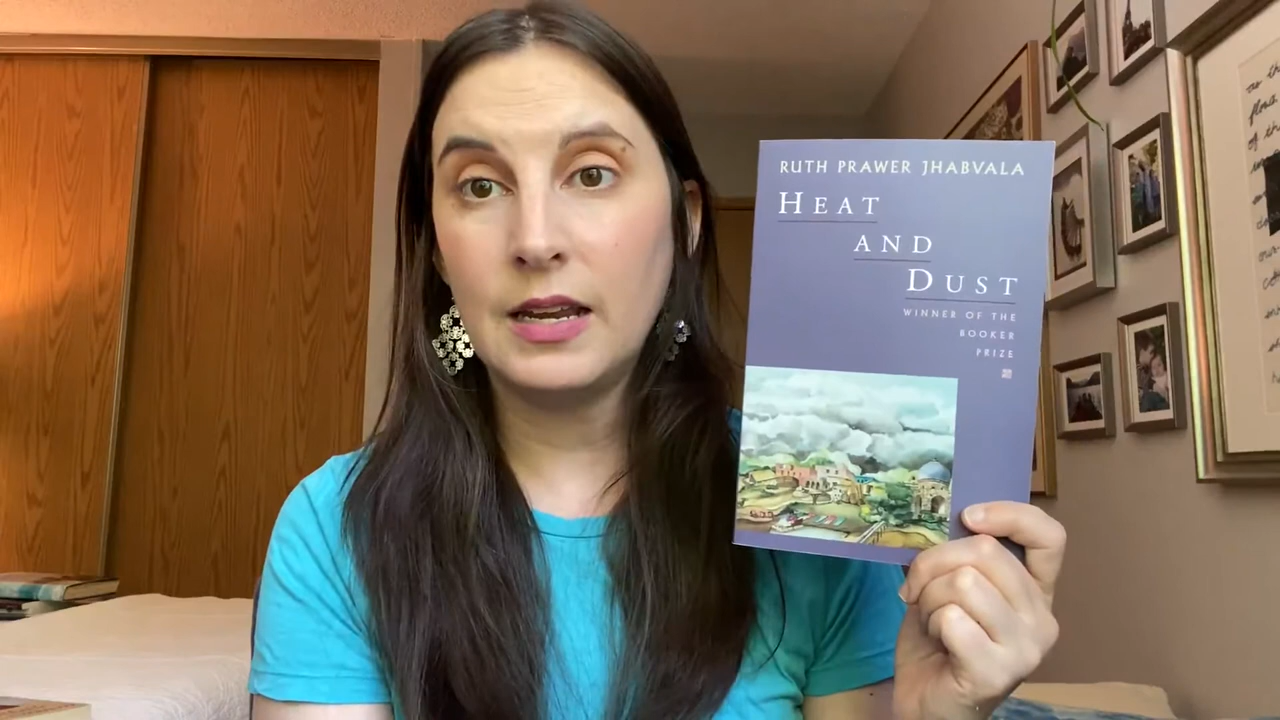 RUTH PRAWER JHABVALA
HEAT
AND
DUST
WINNER OF THE
BOOKER
PRIZE